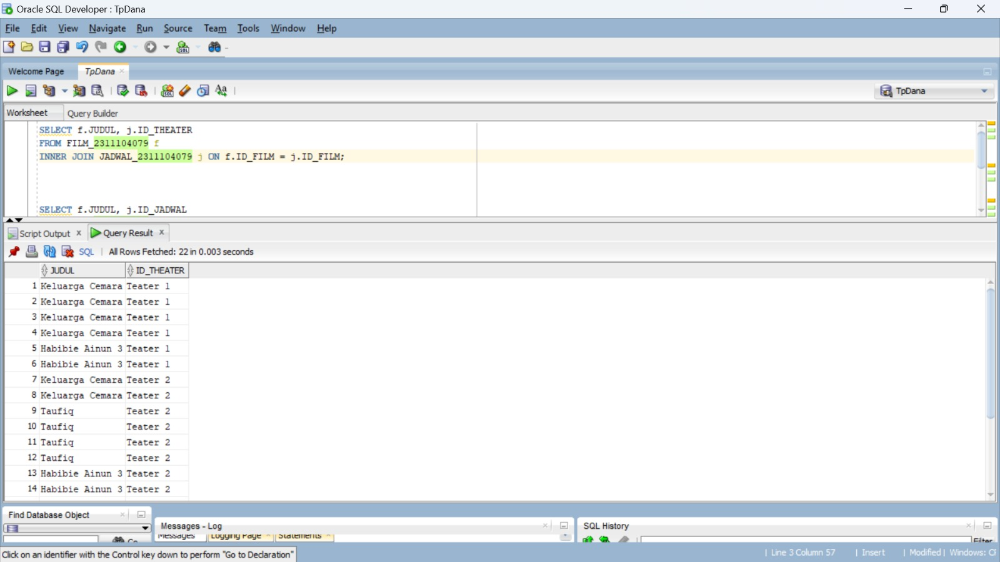 Oracle SQL Developer : TpDana
File Edit View Navigate Run Source Team Tools Window Help
Welcome Page TpDana
TpDana
Worksheet Query Builder
SELECT f.JUDUL, j.ID_THEATER
FROM FILM_2311104079 f
INNER JOIN JADWAL_2311104079 j ON f.ID_FILM = j.ID_FILM;
SELECT f.JUDUL, j.ID_JADWAL
Script Output x Query Result x
SQL | All Rows Fetched: 22 in 0.003 seconds
JUDUL ID_THEATER
1 Keluarga Cemara Teater 1
2 Keluarga Cemara Teater 1
3 Keluarga Cemara Teater 1
4 Keluarga Cemara Teater 1
5 Habibie Ainun 3 Teater 1
6 Habibie Ainun 3 Teater 1
7 Keluarga Cemara Teater 2
8 Keluarga Cemara Teater 2
9 Taufiq Teater 2
10 Taufiq Teater 2
11 Taufiq Teater 2
12 Taufiq Teater 2
13 Habibie Ainun 3 Teater 2
14 Habibie Ainun 3 Teater 2
Find Database Object
Messages - Log
SQL History
Messages Logging Page Statements
Go
Filter
Click on an identifier with the Control key down to perform "Go to Declaration"
| Line 3 Column 57 | Insert | Modified | Windows: CF